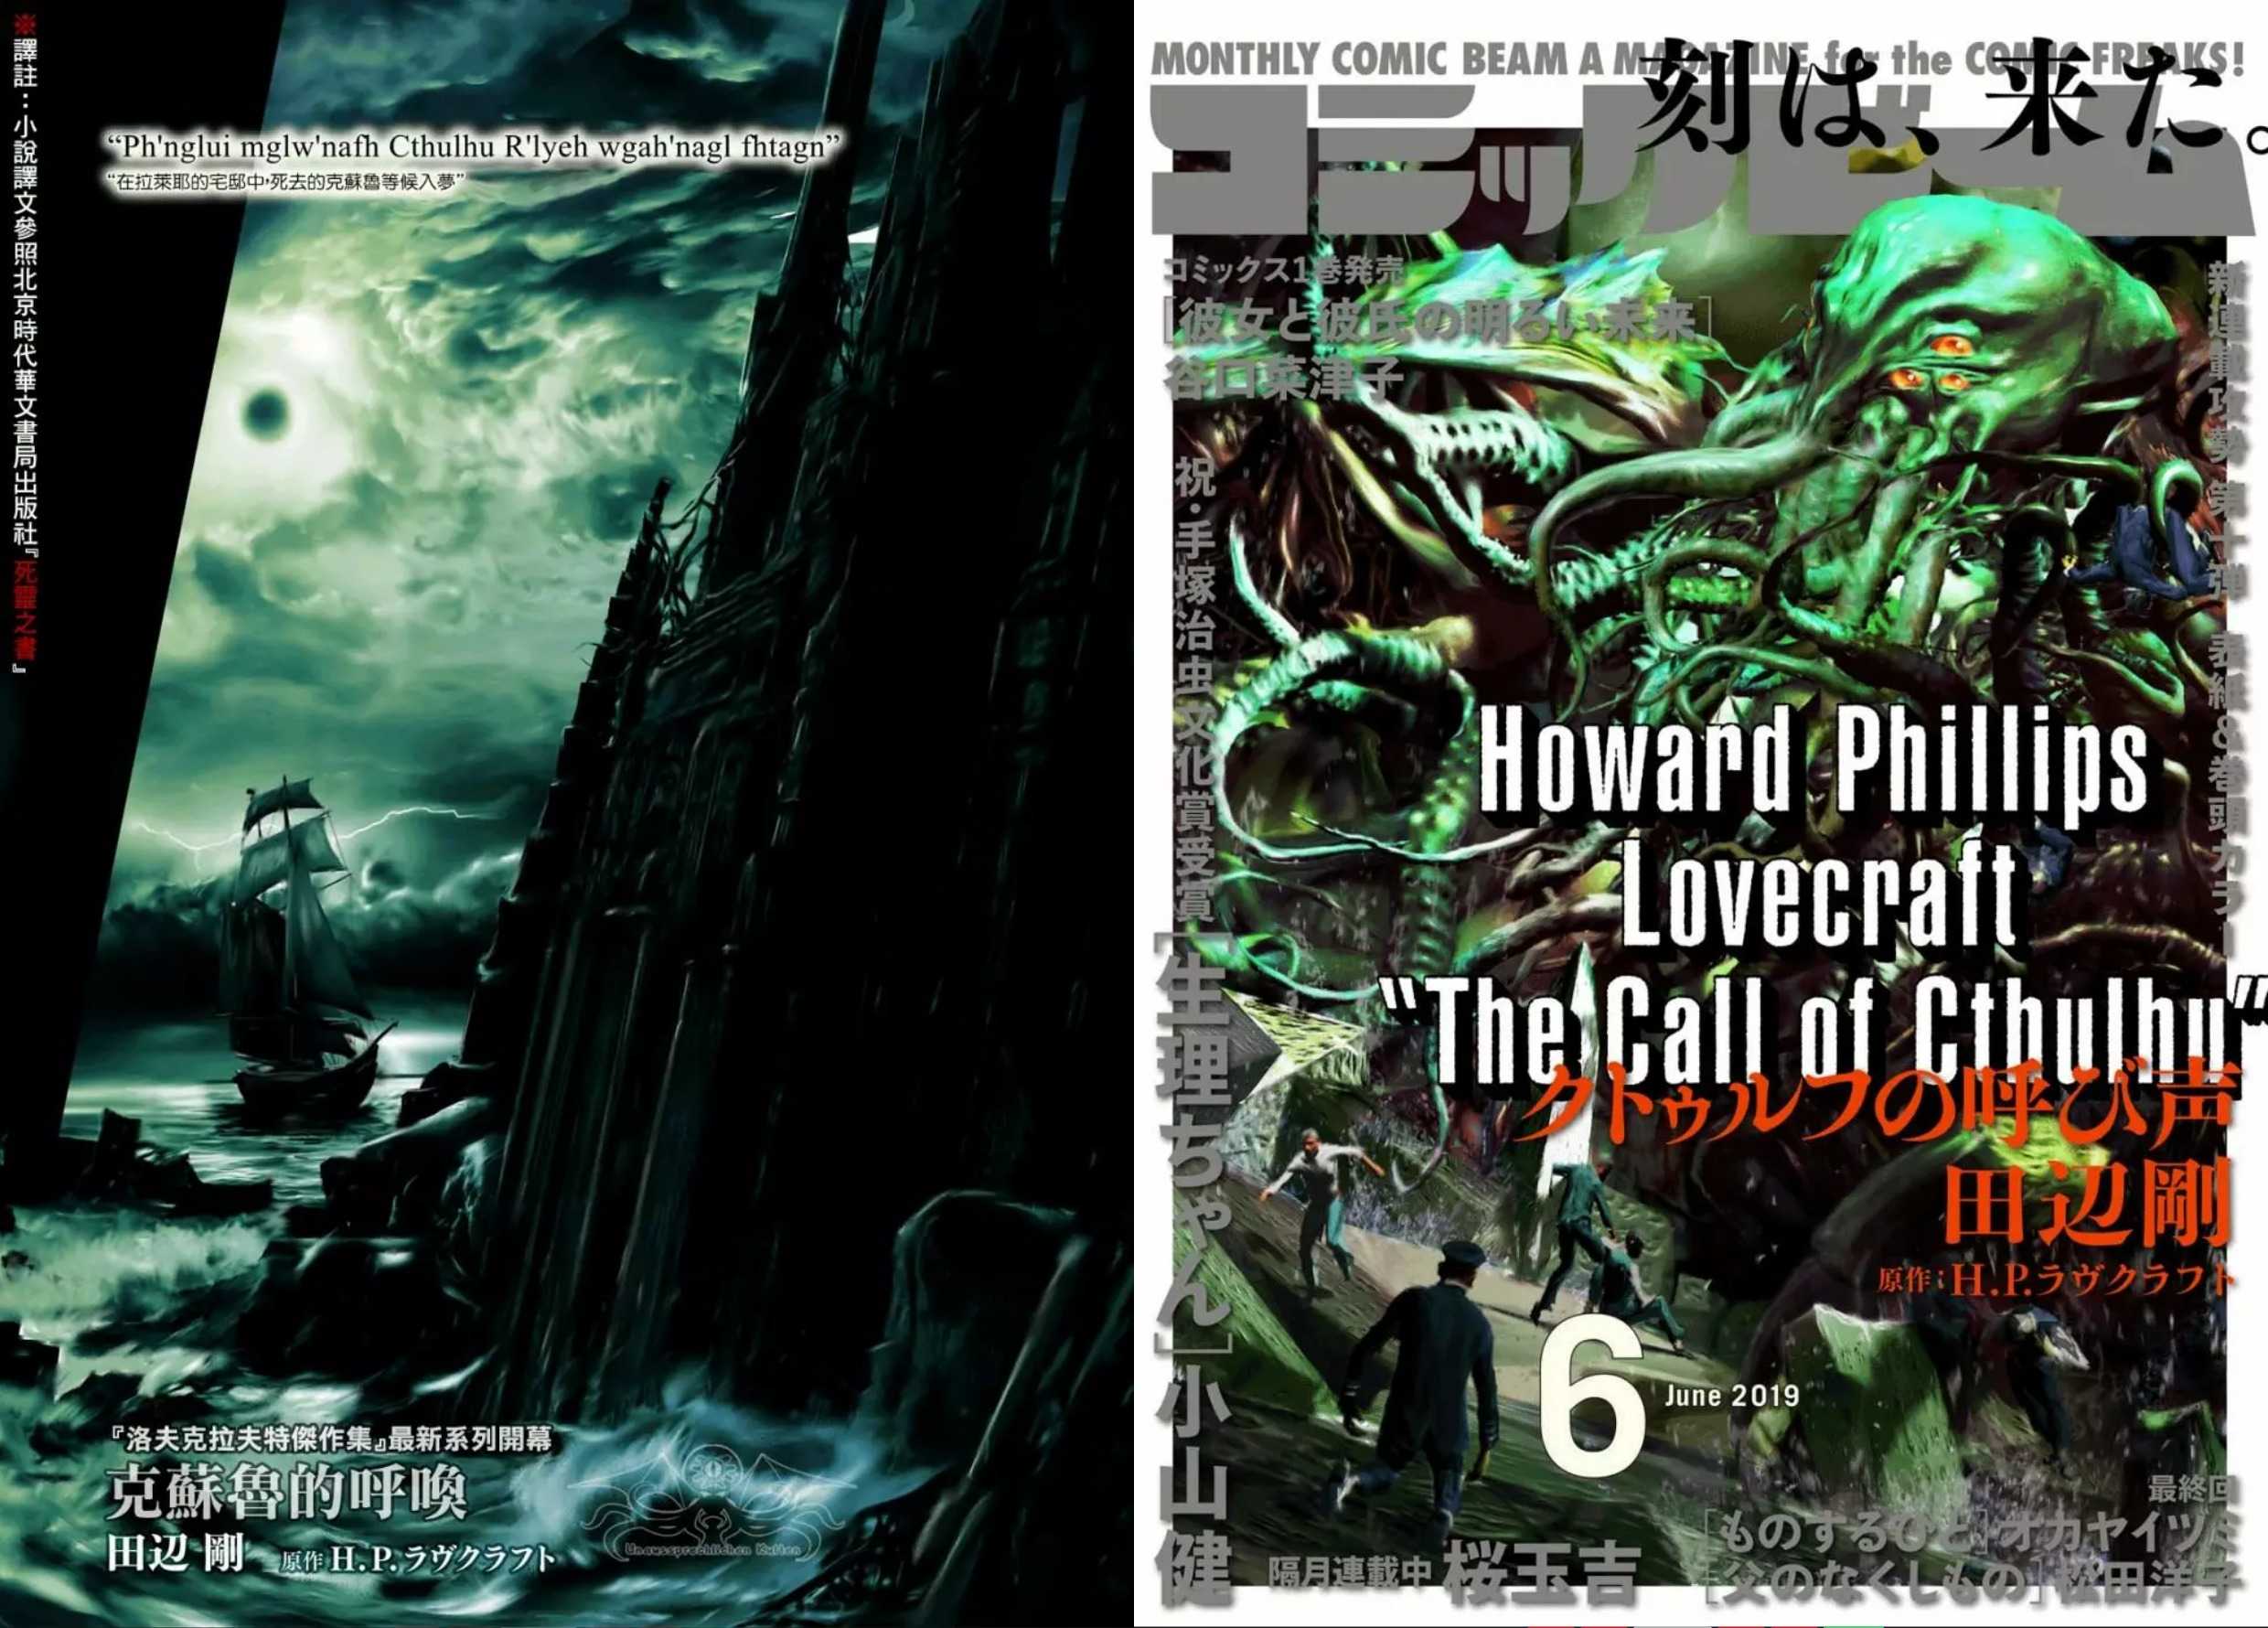 ※譯註：小說譯文參照北京時代華文書局出版社『死靈之書』
“Ph'nglui mglw'nafh Cthulhu R'lyeh wgah'nagl fhtagn”
“在拉萊耶的宅邸中,死去的克蘇魯等候入夢”
『洛夫克拉夫特傑作集』最新系列開幕
克蘇魯的呼喚
田辺 剛 原作 H.P.ラヴクラフト
Unaussprechlichen Kulten
MONTHLY COMIC BEAM A MAGAZINE for the COMIC FREAKS!
刻は、来た。
コミックビーム
コミックス1巻発売
[彼女と彼氏の明るい未来]
谷口菜津子
新連載攻勢 第十弾 表紙&巻頭カラー
祝・手塚治虫文化賞受賞
[生理ちゃん]小山健
Howard Phillips
Lovecraft
“The Call of Cthulhu”
クトゥルフの呼び声
田辺剛
原作:H.P.ラヴクラフト
6 June 2019
最終回
[ものするひと]オカヤイヅミ
[父のなくしもの]松田洋子
隔月連載中 桜玉吉